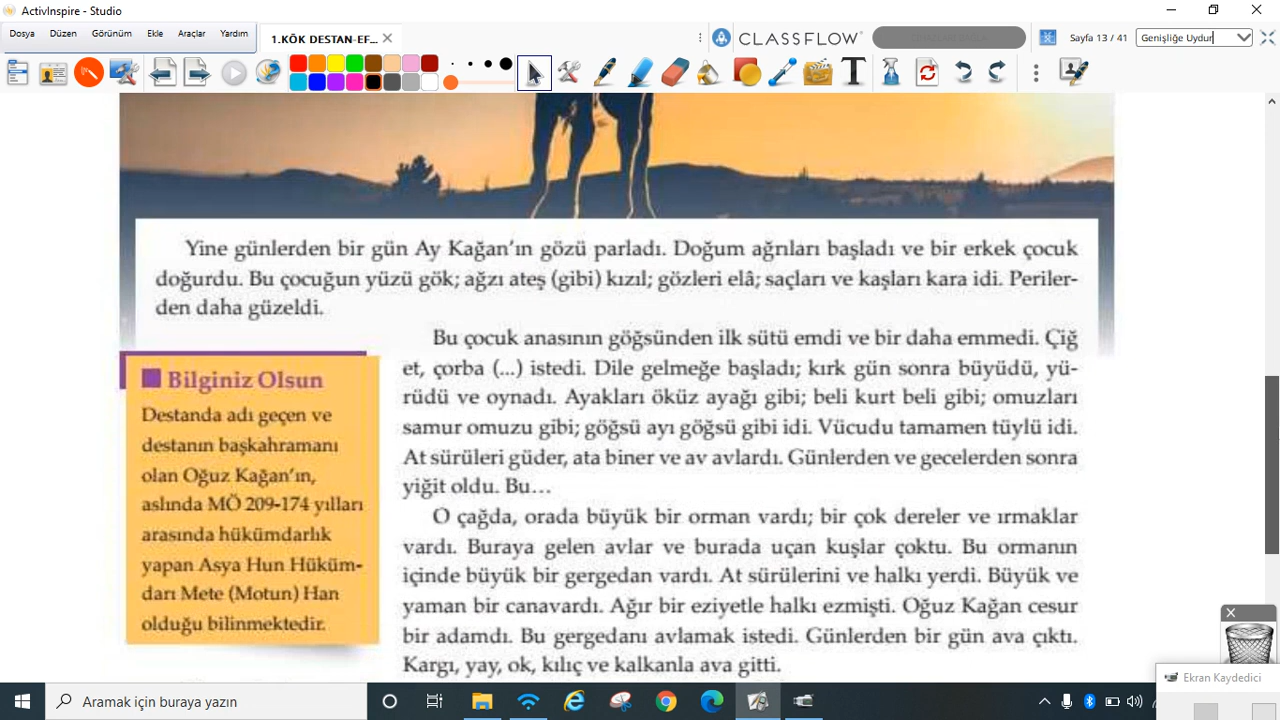 ActivInspire - Studio
Dosya Düzen Görünüm Ekle Araçlar Yardım
1.KÖK DESTAN-EF...
CLASSFLOW
Sayfa 13 / 41
Genişliğe Uydur
Yine günlerden bir gün Ay Kağan'ın gözü parladı. Doğum ağrıları başladı ve bir erkek çocuk
doğurdu. Bu çocuğun yüzü gök; ağzı ateş (gibi) kızıl; gözleri elâ; saçları ve kaşları kara idi. Periler-
den daha güzeldi.
Bu çocuk anasının göğsünden ilk sütü emdi ve bir daha emmedi. Çiğ
et, çorba (...) istedi. Dile gelmeğe başladı; kırk gün sonra büyüdü, yü-
rüdü ve oynadı. Ayakları öküz ayağı gibi; beli kurt beli gibi; omuzları
samur omuzu gibi; göğsü ayı göğsü gibi idi. Vücudu tamamen tüylü idi.
At sürüleri güder, ata biner ve av avlardı. Günlerden ve gecelerden sonra
yiğit oldu. Bu...
O çağda, orada büyük bir orman vardı; bir çok dereler ve ırmaklar
vardı. Buraya gelen avlar ve burada uçan kuşlar çoktu. Bu ormanın
içinde büyük bir gergedan vardı. At sürülerini ve halkı yerdi. Büyük ve
yaman bir canavardı. Ağır bir eziyetle halkı ezmişti. Oğuz Kağan cesur
bir adamdı. Bu gergedanı avlamak istedi. Günlerden bir gün ava çıktı.
Kargı, yay, ok, kılıç ve kalkanla ava gitti.
Bilginiz Olsun
Destanda adı geçen ve
destanın başkahramanı
olan Oğuz Kağan'ın,
aslında MÖ 209-174 yılları
arasında hükümdarlık
yapan Asya Hun Hüküm-
darı Mete (Motun) Han
olduğu bilinmektedir.
Ekran Kaydedici
Aramak için buraya yazın